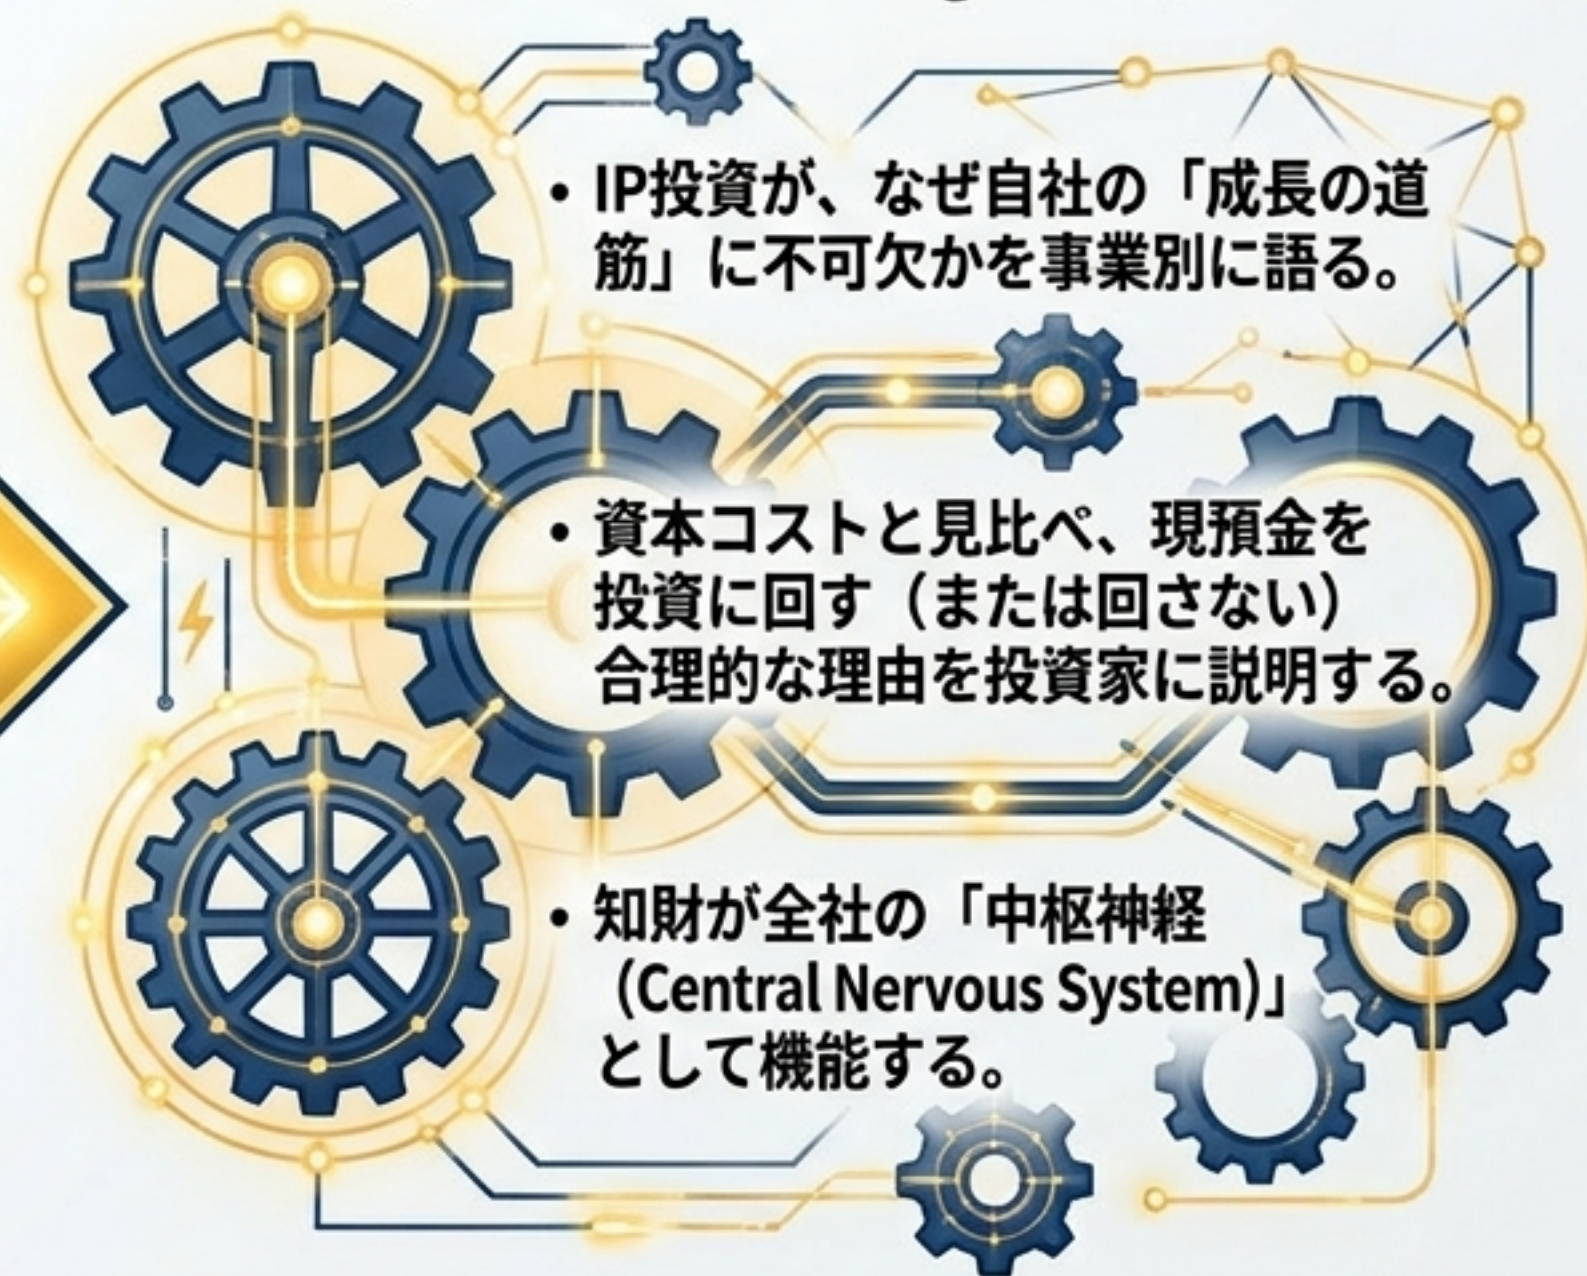 • IP投資が、なぜ自社の「成長の道
筋」に不可欠かを事業別に語る。
• 資本コストと見比べ、現預金を
投資に回す（または回さない）
合理的な理由を投資家に説明する。
• 知財が全社の「中枢神経
（Central Nervous System)」
として機能する。